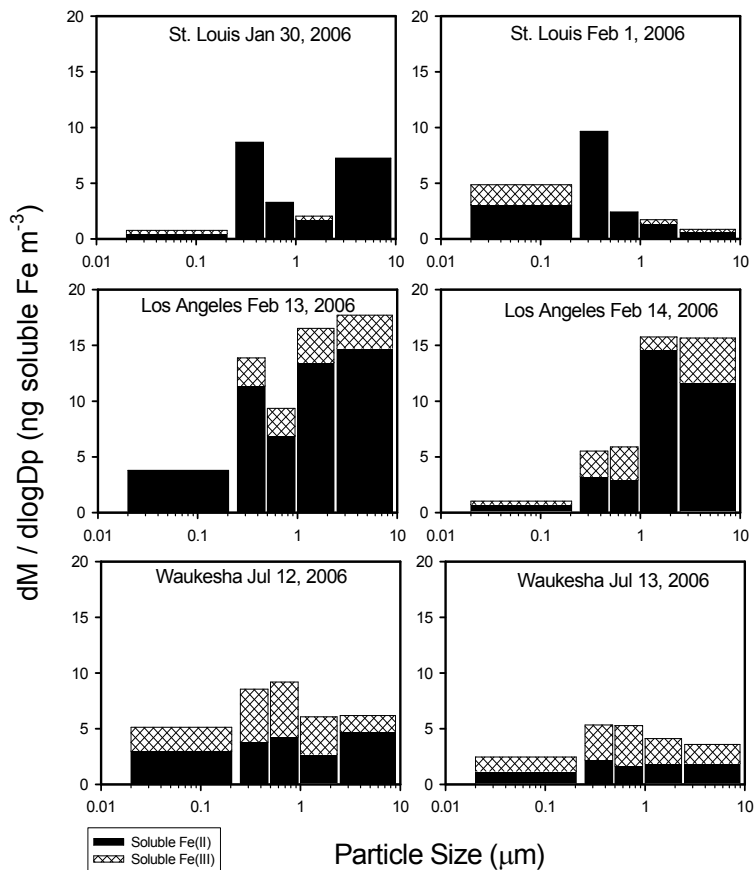 dM / dlogDp (ng soluble Fe m-3)
St. Louis Jan 30, 2006
20
15
10
5
0
0.01 0.1 1 10
St. Louis Feb 1, 2006
20
15
10
5
0
0.01 0.1 1 10
Los Angeles Feb 13, 2006
20
15
10
5
0
0.01 0.1 1 10
Los Angeles Feb 14, 2006
20
15
10
5
0
0.01 0.1 1 10
Waukesha Jul 12, 2006
20
15
10
5
0
0.01 0.1 1 10
Waukesha Jul 13, 2006
20
15
10
5
0
0.01 0.1 1 10
Soluble Fe(II)
Soluble Fe(III)
Particle Size (μm)